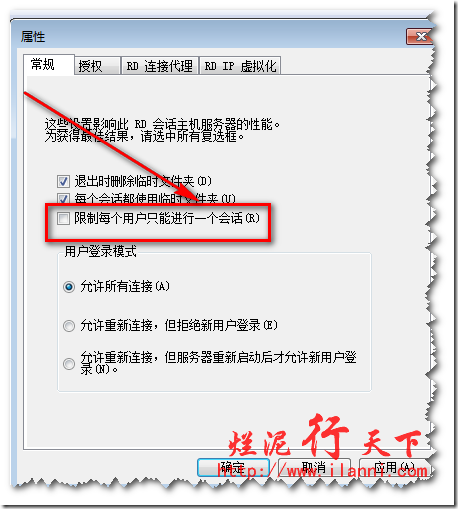 属性
常规
授权
RD 连接代理
RD IP 虚拟化
这些设置影响此 RD 会话主机服务器的性能。
为获得最佳结果，请选中所有复选框。
退出时删除临时文件夹(D)
每个会话都使用临时文件夹(U)
限制每个用户只能进行一个会话(R)
用户登录模式
允许所有连接(A)
允许重新连接，但拒绝新用户登录(E)
允许重新连接，但服务器重新启动后才允许新用户登
录(N)。
烂泥行天下
确定
取消
应用(A)
http://www.ilanni.com